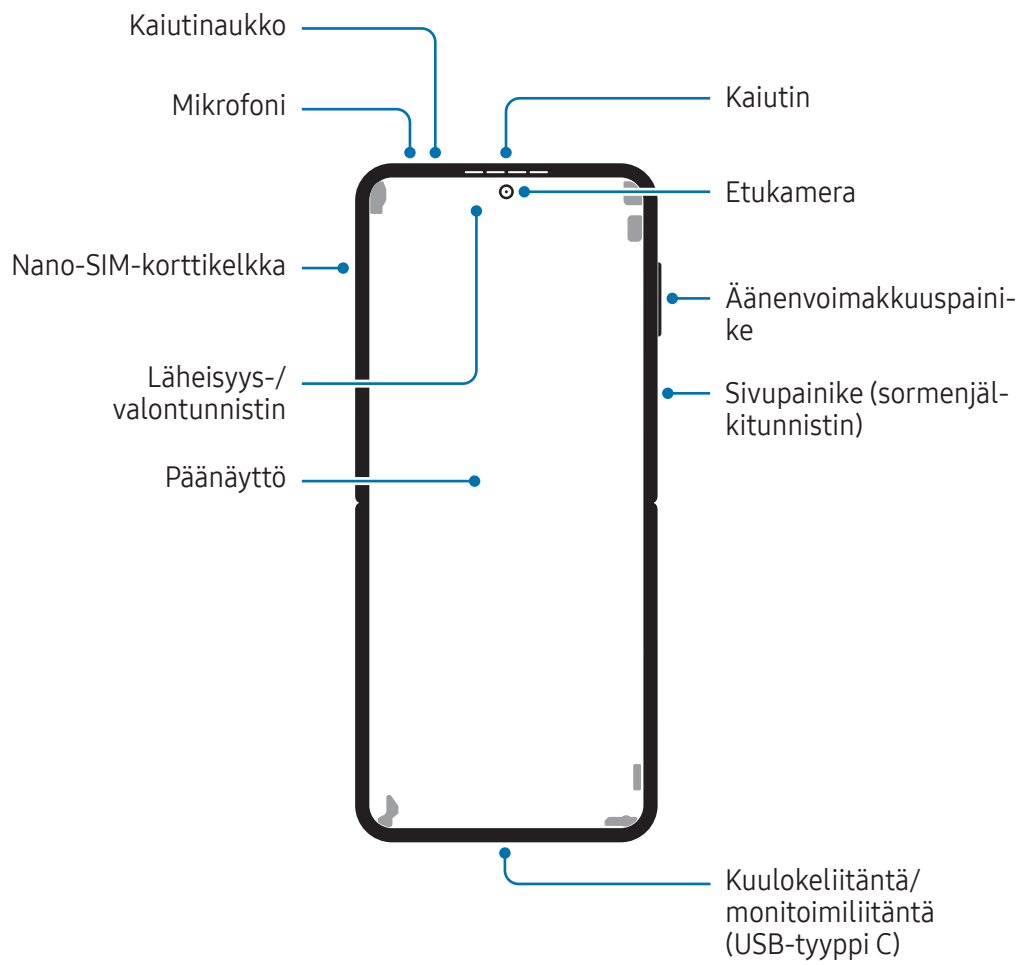 Kaiutinaukko
Mikrofoni
Nano-SIM-korttikelkka
Läheisyys-/
valontunnistin
Päänäyttö
Kaiutin
Etukamera
Äänenvoimakkuuspaini-
ke
Sivupainike (sormenjäl-
kitunnistin)
Kuulokeliitäntä/
monitoimiliitäntä
(USB-tyyppi C)